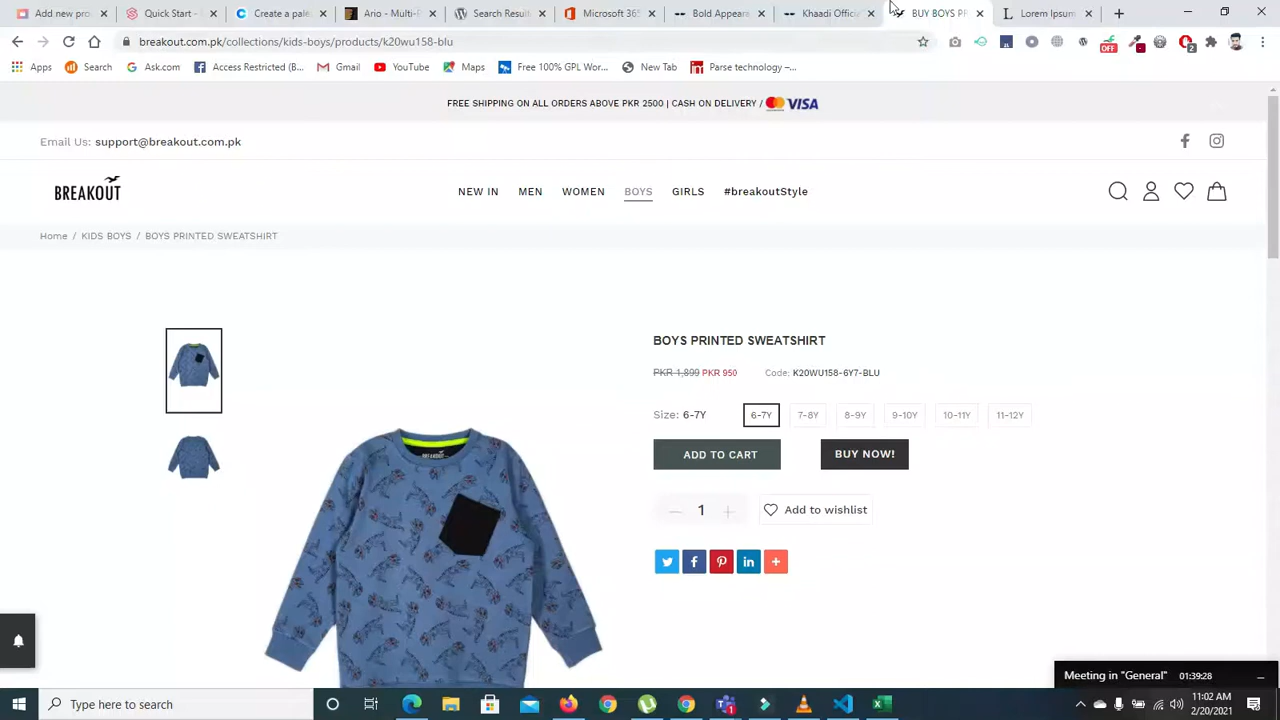 Add new pro
Quick Start -
Create a pale
Ario - Multi-P
Search Result
Microsoft 365
Bold Appeara
Khaadi Offici
BUY BOYS PR
Lorem Ipsum
breakout.com.pk/collections/kids-boys/products/k20wu158-blu
OFF
2
Apps
Search
Ask.com
Access Restricted (B...
Gmail
YouTube
Maps
Free 100% GPL Wor...
New Tab
Parse technology –...
FREE SHIPPING ON ALL ORDERS ABOVE PKR 2500 | CASH ON DELIVERY / VISA
Email Us: support@breakout.com.pk
BREAKOUT
NEW IN
MEN
WOMEN
BOYS
GIRLS
#breakoutStyle
Home / KIDS BOYS / BOYS PRINTED SWEATSHIRT
BOYS PRINTED SWEATSHIRT
PKR 1,899 PKR 950
Code: K20WU158-6Y7-BLU
Size: 6-7Y
6-7Y
7-8Y
8-9Y
9-10Y
10-11Y
11-12Y
ADD TO CART
BUY NOW!
1
Add to wishlist
Meeting in "General"
01:39:28
Type here to search
11:02 AM
2/20/2021